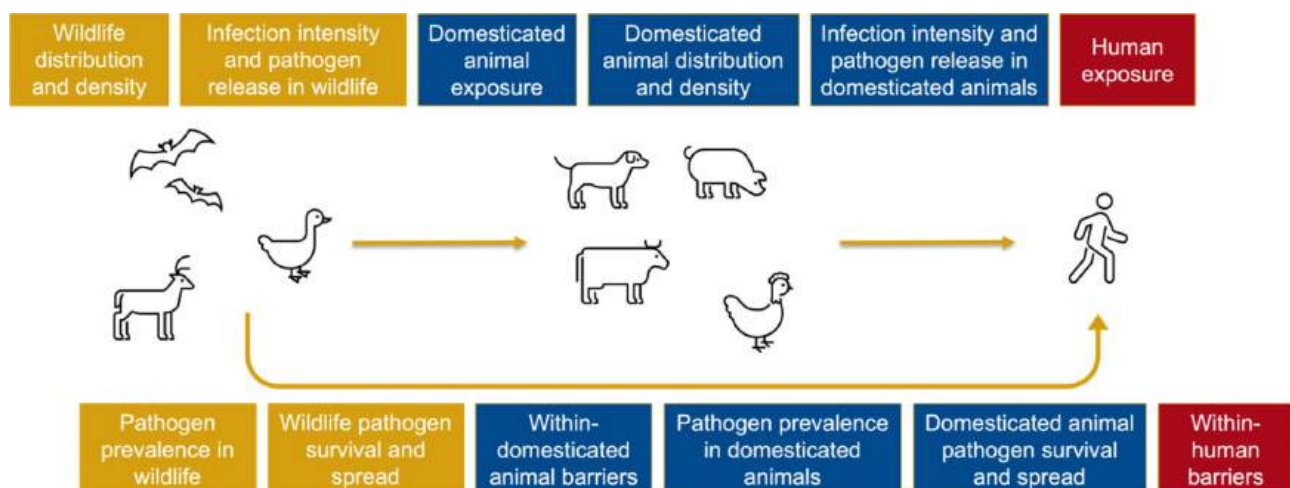 Wildlife
distribution
and density
Infection intensity
and pathogen
release in wildlife
Domesticated
animal
exposure
Domesticated
animal distribution
and density
Infection intensity and
pathogen release in
domesticated animals
Human
exposure
Pathogen
prevalence in
wildlife
Wildlife pathogen
survival and
spread
Within-
domesticated
animal barriers
Pathogen prevalence
in domesticated
animals
Domesticated animal
pathogen survival
and spread
Within-
human
barriers